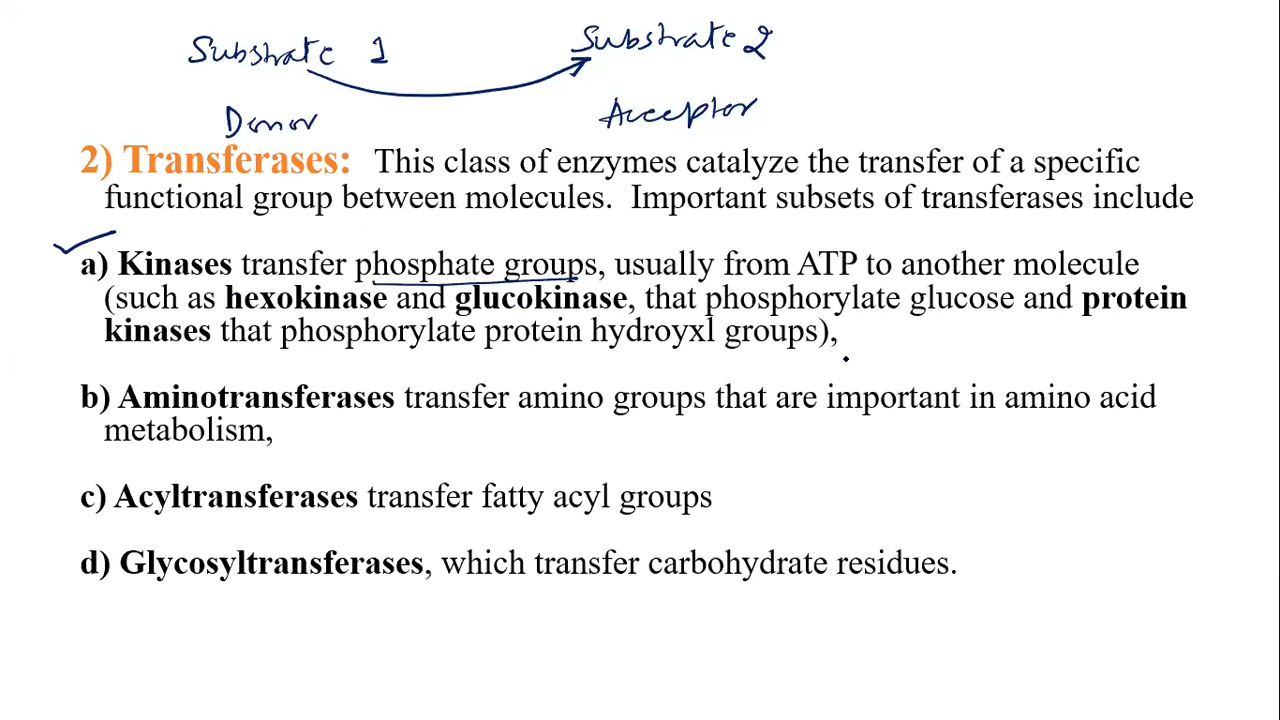 Substrate 1 Substrate 2
Donor Acceptor
2) Transferases: This class of enzymes catalyze the transfer of a specific
functional group between molecules. Important subsets of transferases include
a) Kinases transfer phosphate groups, usually from ATP to another molecule
(such as hexokinase and glucokinase, that phosphorylate glucose and protein
kinases that phosphorylate protein hydroyxl groups),
b) Aminotransferases transfer amino groups that are important in amino acid
metabolism,
c) Acyltransferases transfer fatty acyl groups
d) Glycosyltransferases, which transfer carbohydrate residues.